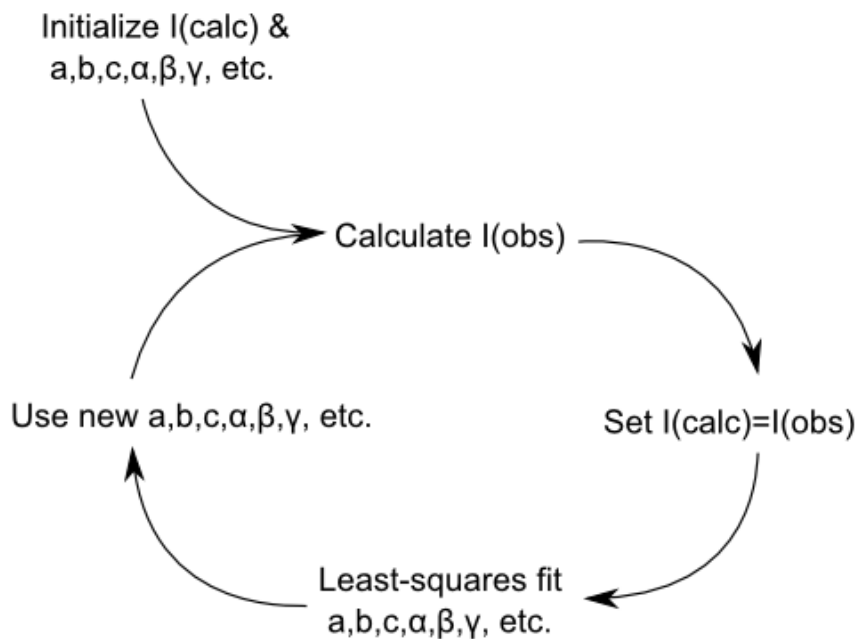 Initialize I(calc) &
a,b,c,α,β,γ, etc.
Calculate I(obs)
Set I(calc)=I(obs)
Least-squares fit
a,b,c,α,β,γ, etc.
Use new a,b,c,α,β,γ, etc.